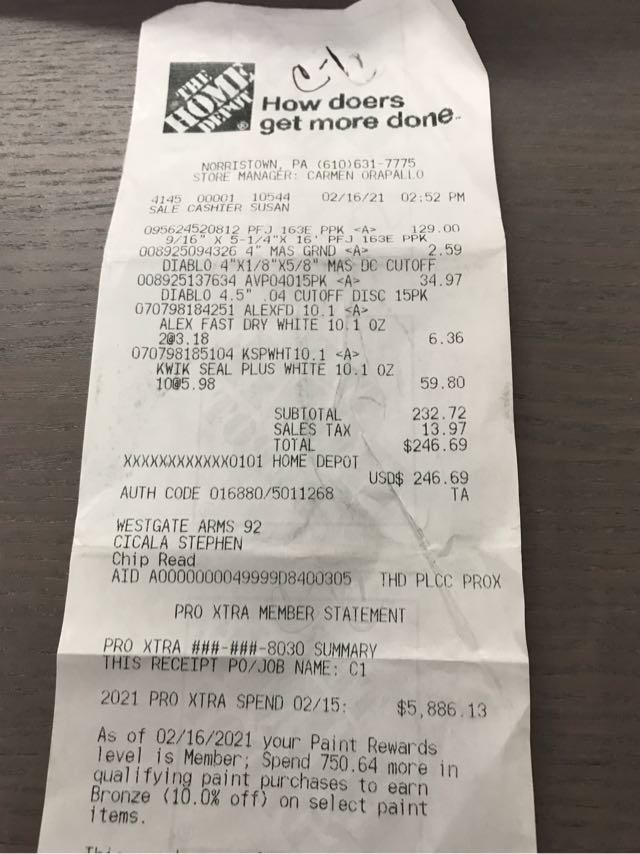 THE
HOME
DEPOT
How doers
get more done.
NORRISTOWN, PA (610)631-7775
STORE MANAGER: CARMEN ORAPALLO
4145 00001 10544 02/16/21 02:52 PM
SALE CASHIER SUSAN
095624520812 PFJ 163E PPK <A> 129.00
9/16" X 5-1/4"X 16' PFJ 163E PPK
008925094326 4" MAS GRND <A> 2.59
DIABLO 4"X1/8"X5/8" MAS DC CUTOFF
008925137634 AVP04015PK <A> 34.97
DIABLO 4.5" .04 CUTOFF DISC 15PK
070798184251 ALEXFD 10.1 <A>
ALEX FAST DRY WHITE 10.1 OZ
2@3.18 6.36
070798185104 KSPWHT10.1 <A>
KWIK SEAL PLUS WHITE 10.1 OZ
10@5.98 59.80
SUBTOTAL 232.72
SALES TAX 13.97
TOTAL $246.69
XXXXXXXXXXXX0101 HOME DEPOT
USD$ 246.69
AUTH CODE 016880/5011268 TA
WESTGATE ARMS 92
CICALA STEPHEN
Chip Read
AID A0000000049999D8400305 THD PLCC PROX
PRO XTRA MEMBER STATEMENT
PRO XTRA ###-###-8030 SUMMARY
THIS RECEIPT PO/JOB NAME: C1
2021 PRO XTRA SPEND 02/15: $5,886.13
As of 02/16/2021 your Paint Rewards
level is Member; Spend 750.64 more in
qualifying paint purchases to earn
Bronze (10.0% off) on select paint
items.